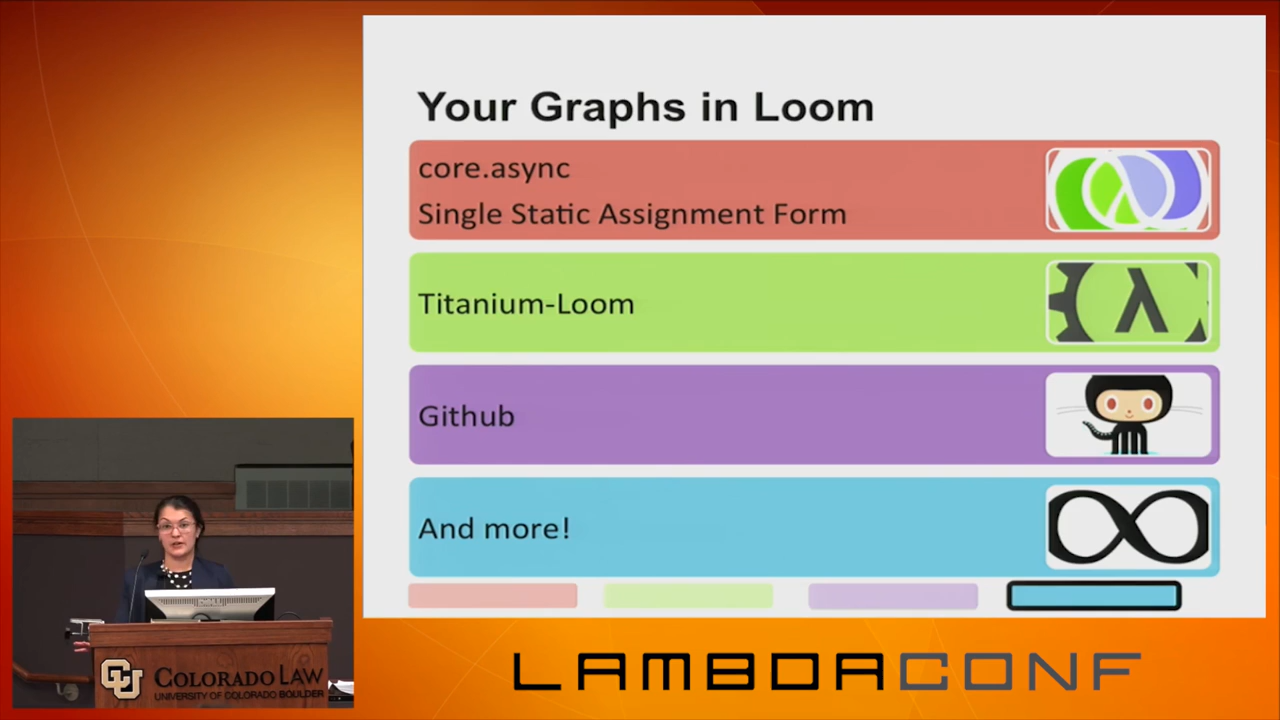 Your Graphs in Loom
core.async
Single Static Assignment Form
Titanium-Loom
λ
Github
And more!
CU
COLORADO LAW
UNIVERSITY OF COLORADO BOULDER
LAMBDACONF